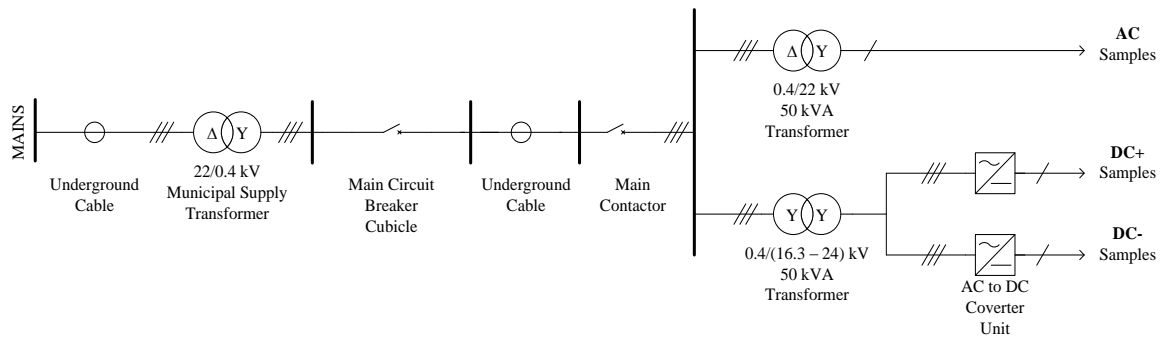 MAINS
Underground
Cable
Δ Y
22/0.4 kV
Municipal Supply
Transformer
Main Circuit
Breaker
Cubicle
Underground
Cable
Main
Contactor
Δ Y
0.4/22 kV
50 kVA
Transformer
AC
Samples
Y Y
0.4/(16.3 – 24) kV
50 kVA
Transformer
DC+
Samples
DC-
Samples
AC to DC
Coverter
Unit